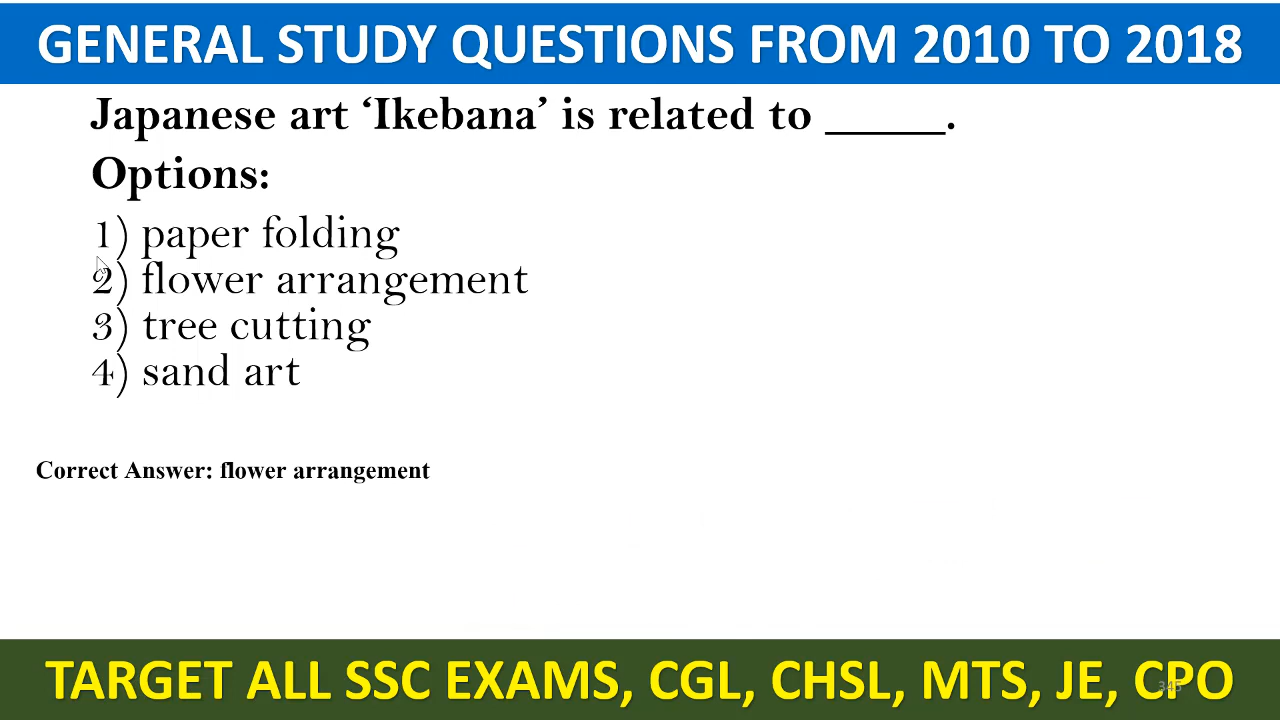 GENERAL STUDY QUESTIONS FROM 2010 TO 2018
Japanese art ‘Ikebana’ is related to _____.
Options:
1) paper folding
2) flower arrangement
3) tree cutting
4) sand art
Correct Answer: flower arrangement
TARGET ALL SSC EXAMS, CGL, CHSL, MTS, JE, CPO
345